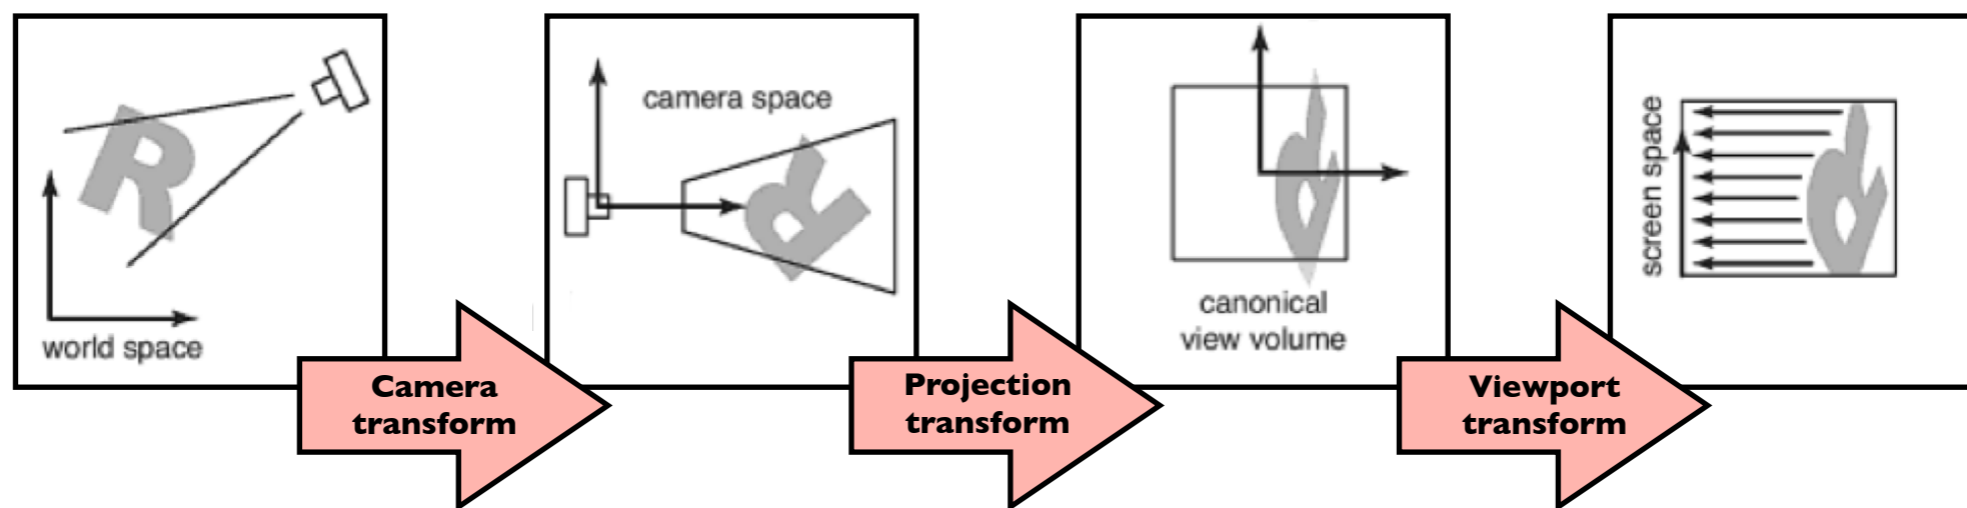 world space
Camera
transform
camera space
Projection
transform
canonical
view volume
Viewport
transform
screen space